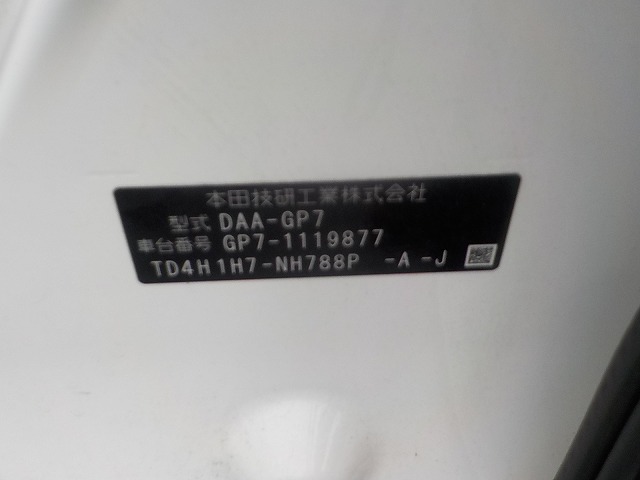 本田技研工業株式会社
型式 DAA-GP7
車台番号 GP7-1119877
TD4H1H7-NH788P -A -J